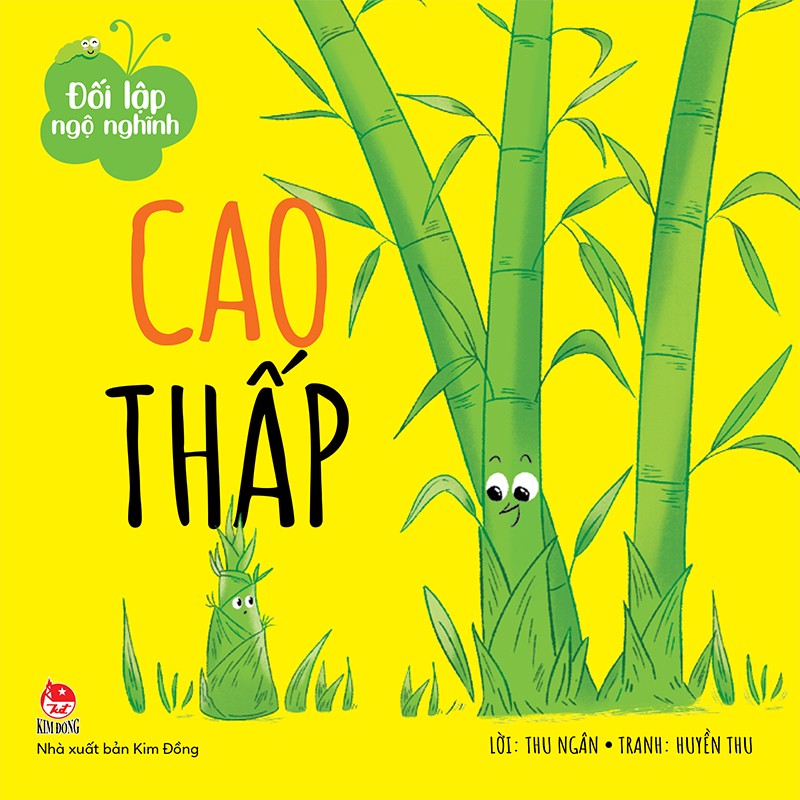 Đối lập
ngộ nghĩnh
CAO
THẤP
KIM ĐỒNG
Nhà xuất bản Kim Đồng
LỜI: THU NGÂN • TRANH: HUYỀN THU